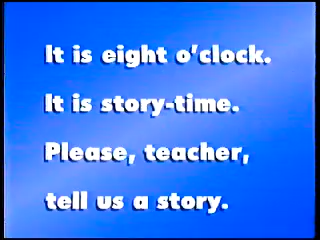 It is eight o'clock.
It is story-time.
Please, teacher,
tell us a story.